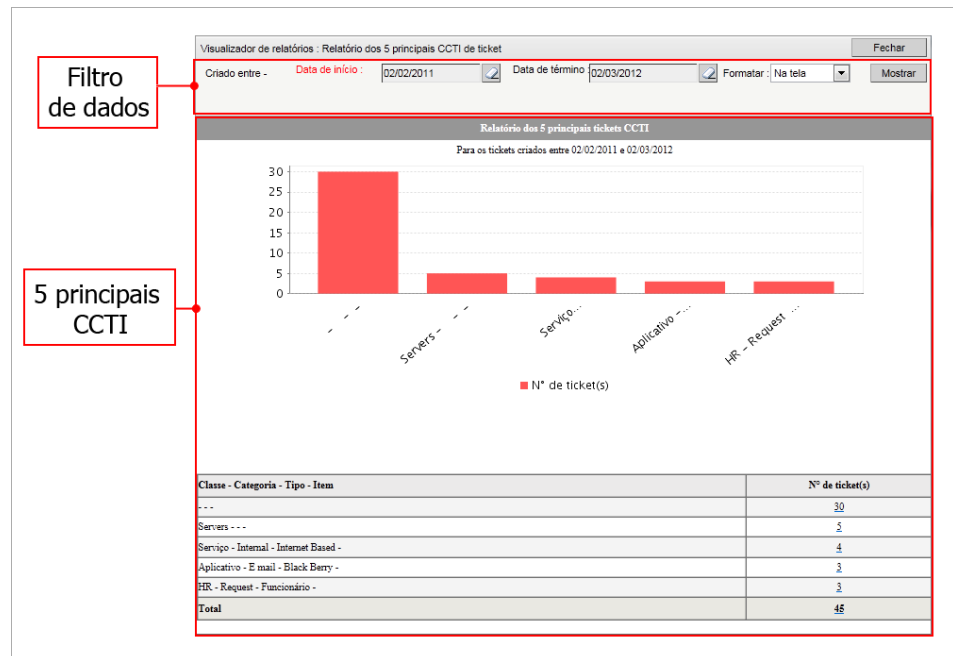 Visualizador de relatórios : Relatório dos 5 principais CCTI de ticket
Fechar
Filtro
de dados
Criado entre - Data de início : 02/02/2011 Data de término : 02/03/2012 Formatar : Na tela Mostrar
Relatório dos 5 principais tickets CCTI
Para os tickets criados entre 02/02/2011 e 02/03/2012
30
25
20
15
10
5
0
5 principais
CCTI
- - -
Servers - - -
Serviço...
Aplicativo -...
HR - Request ...
N° de ticket(s)
Classe - Categoria - Tipo - Item N° de ticket(s)
- - - 30
Servers - - - 5
Serviço - Internal - Internet Based - 4
Aplicativo - E mail - Black Berry - 3
HR - Request - Funcionário - 3
Total 45